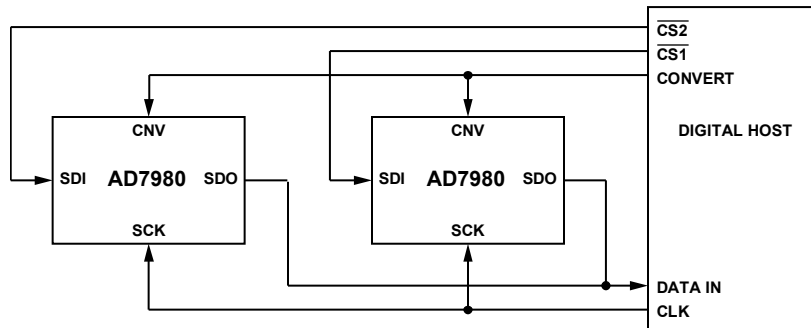 CS2
CS1
CONVERT
CNV
CNV
DIGITAL HOST
SDI
AD7980
SDO
SDI
AD7980
SDO
SCK
SCK
DATA IN
CLK